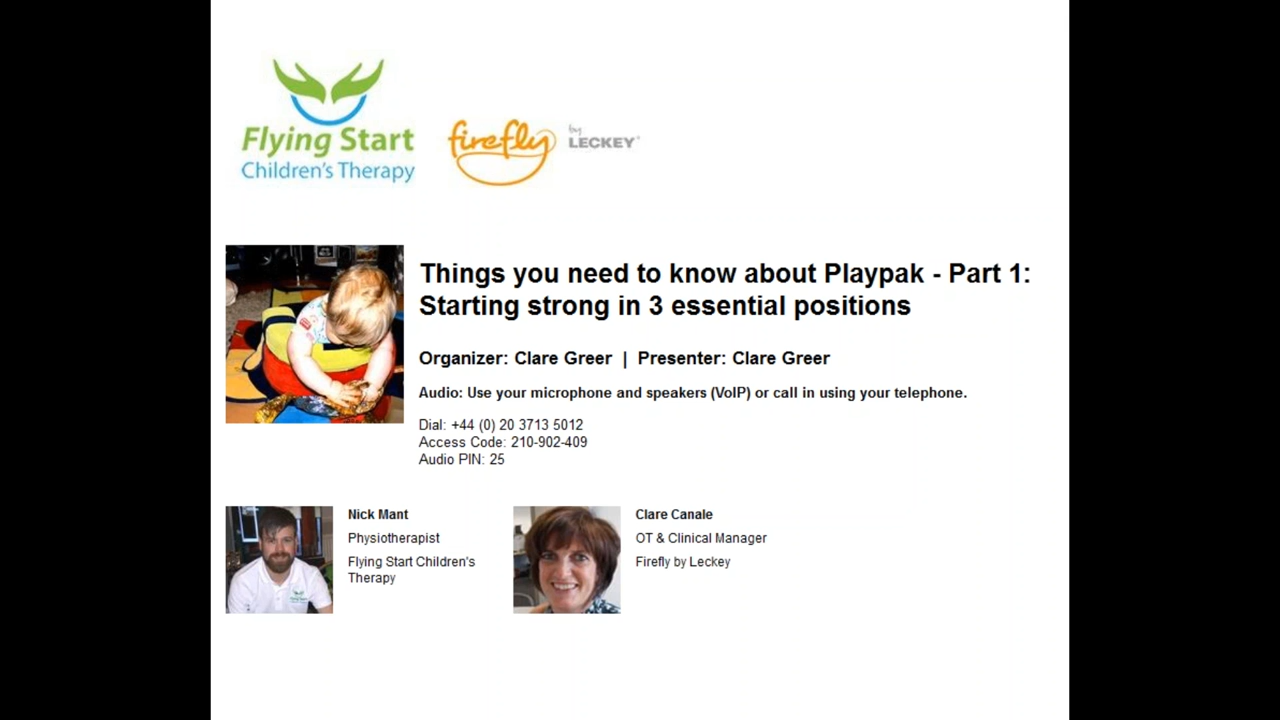 Flying Start
Children's Therapy
firefly by LECKEY
Things you need to know about Playpak - Part 1:
Starting strong in 3 essential positions
Organizer: Clare Greer | Presenter: Clare Greer
Audio: Use your microphone and speakers (VoIP) or call in using your telephone.
Dial: +44 (0) 20 3713 5012
Access Code: 210-902-409
Audio PIN: 25
Nick Mant
Physiotherapist
Flying Start Children's
Therapy
Clare Canale
OT & Clinical Manager
Firefly by Leckey